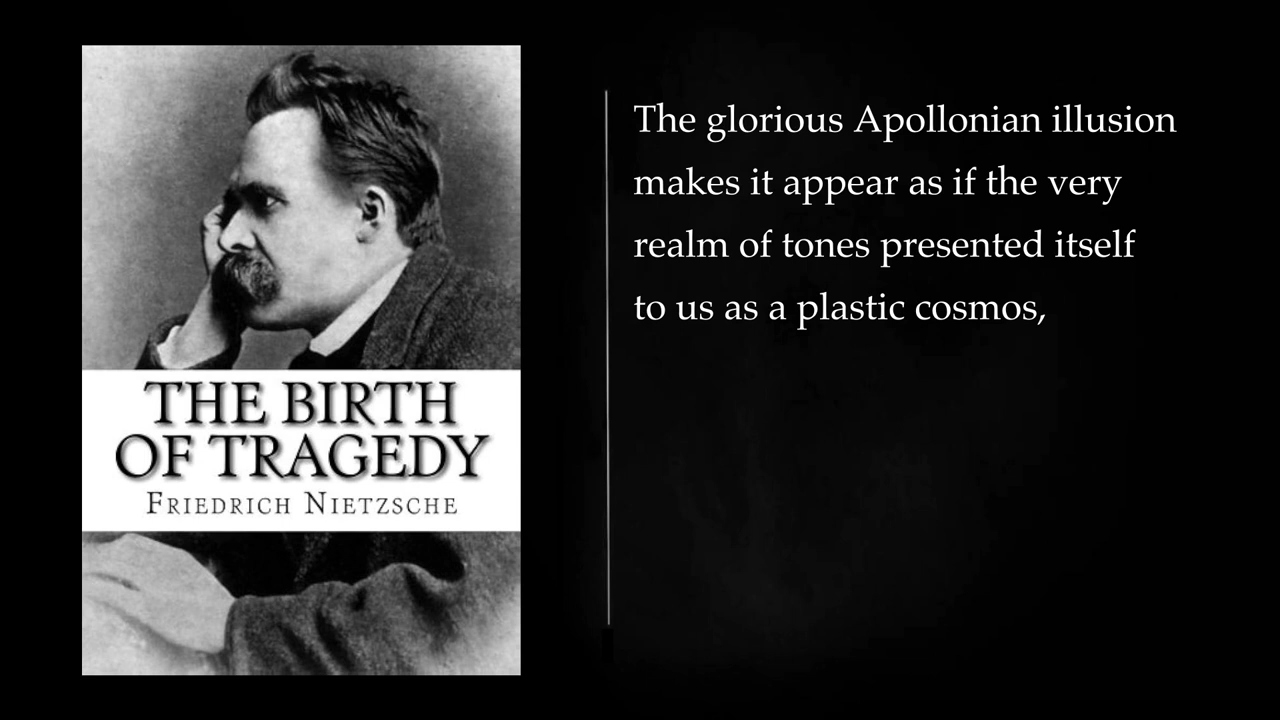 THE BIRTH
OF TRAGEDY
FRIEDRICH NIETZSCHE
The glorious Apollonian illusion
makes it appear as if the very
realm of tones presented itself
to us as a plastic cosmos,